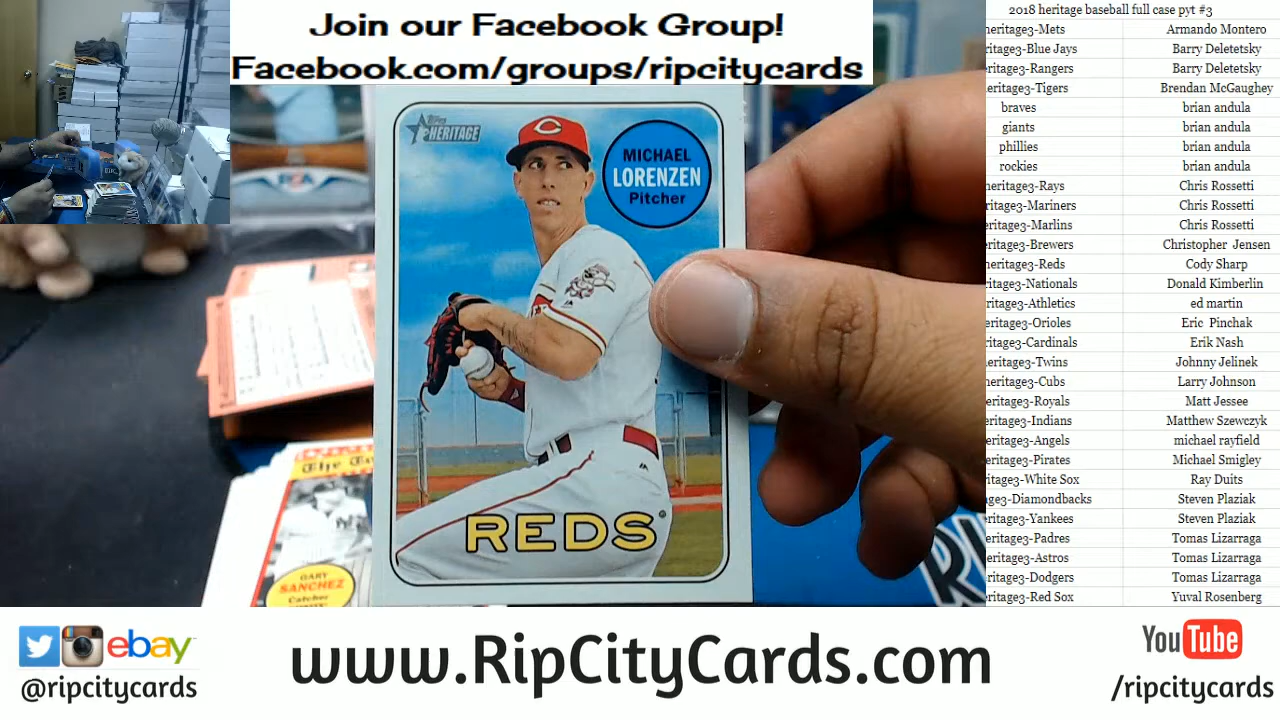 Join our Facebook Group!
Facebook.com/groups/ripcitycards
2018 heritage baseball full case pyt #3
heritage3-Mets Armando Montero
eritage3-Blue Jays Barry Deletetsky
eritage3-Rangers Barry Deletetsky
eritage3-Tigers Brendan McGaughey
braves brian andula
giants brian andula
phillies brian andula
rockies brian andula
heritage3-Rays Chris Rossetti
eritage3-Mariners Chris Rossetti
eritage3-Marlins Chris Rossetti
eritage3-Brewers Christopher Jensen
heritage3-Reds Cody Sharp
eritage3-Nationals Donald Kimberlin
eritage3-Athletics ed martin
eritage3-Orioles Eric Pinchak
eritage3-Cardinals Erik Nash
eritage3-Twins Johnny Jelinek
heritage3-Cubs Larry Johnson
eritage3-Royals Matt Jessee
eritage3-Indians Matthew Szewczyk
eritage3-Angels michael rayfield
eritage3-Pirates Michael Smigley
ritage3-White Sox Ray Duits
age3-Diamondbacks Steven Plaziak
eritage3-Yankees Steven Plaziak
eritage3-Padres Tomas Lizarraga
eritage3-Astros Tomas Lizarraga
eritage3-Dodgers Tomas Lizarraga
eritage3-Red Sox Yuval Rosenberg
Topps
HERITAGE
MICHAEL
LORENZEN
Pitcher
REDS
The
GARY
SANCHEZ
Catcher
ebay
@ripcitycards
www.RipCityCards.com
YouTube
/ripcitycards